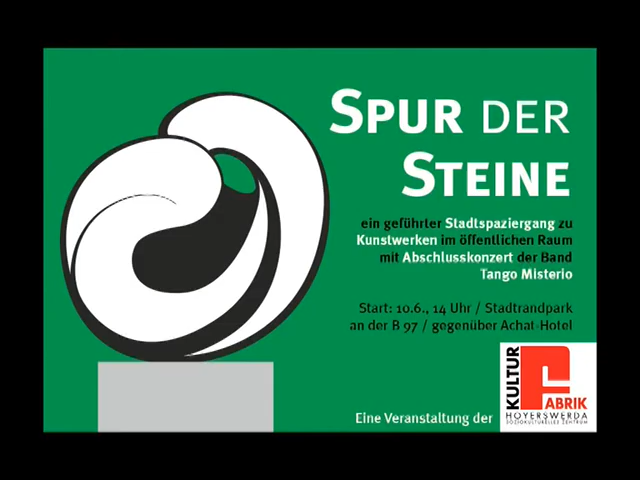 SPUR DER
STEINE
ein geführter Stadtspaziergang zu
Kunstwerken im öffentlichen Raum
mit Abschlusskonzert der Band
Tango Misterio
Start: 10.6., 14 Uhr / Stadtrandpark
an der B 97 / gegenüber Achat-Hotel
Eine Veranstaltung der
KULTUR
FABRIK
HOYERSWERDA
SOZIOKULTURELLES ZENTRUM